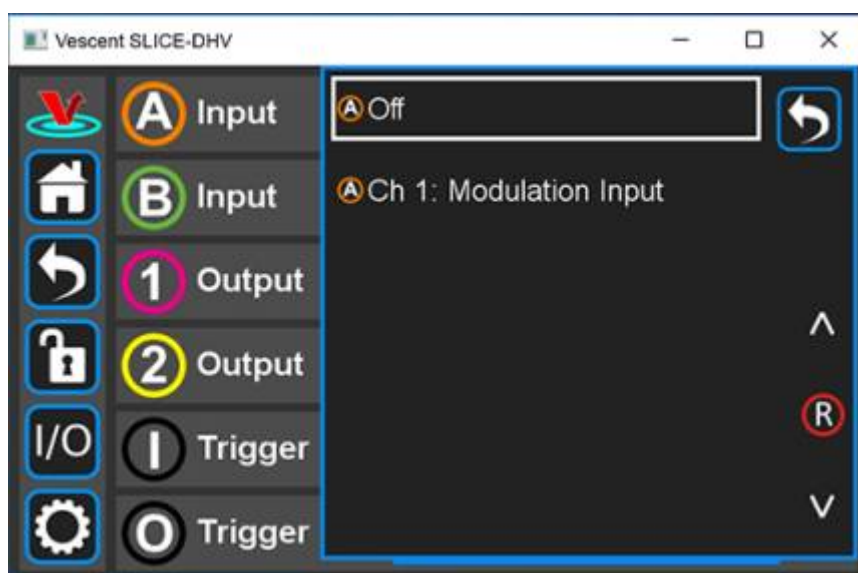 Vescent SLICE-DHV
A Input
B Input
1 Output
2 Output
I/O
I Trigger
O Trigger
A Off
A Ch 1: Modulation Input
R